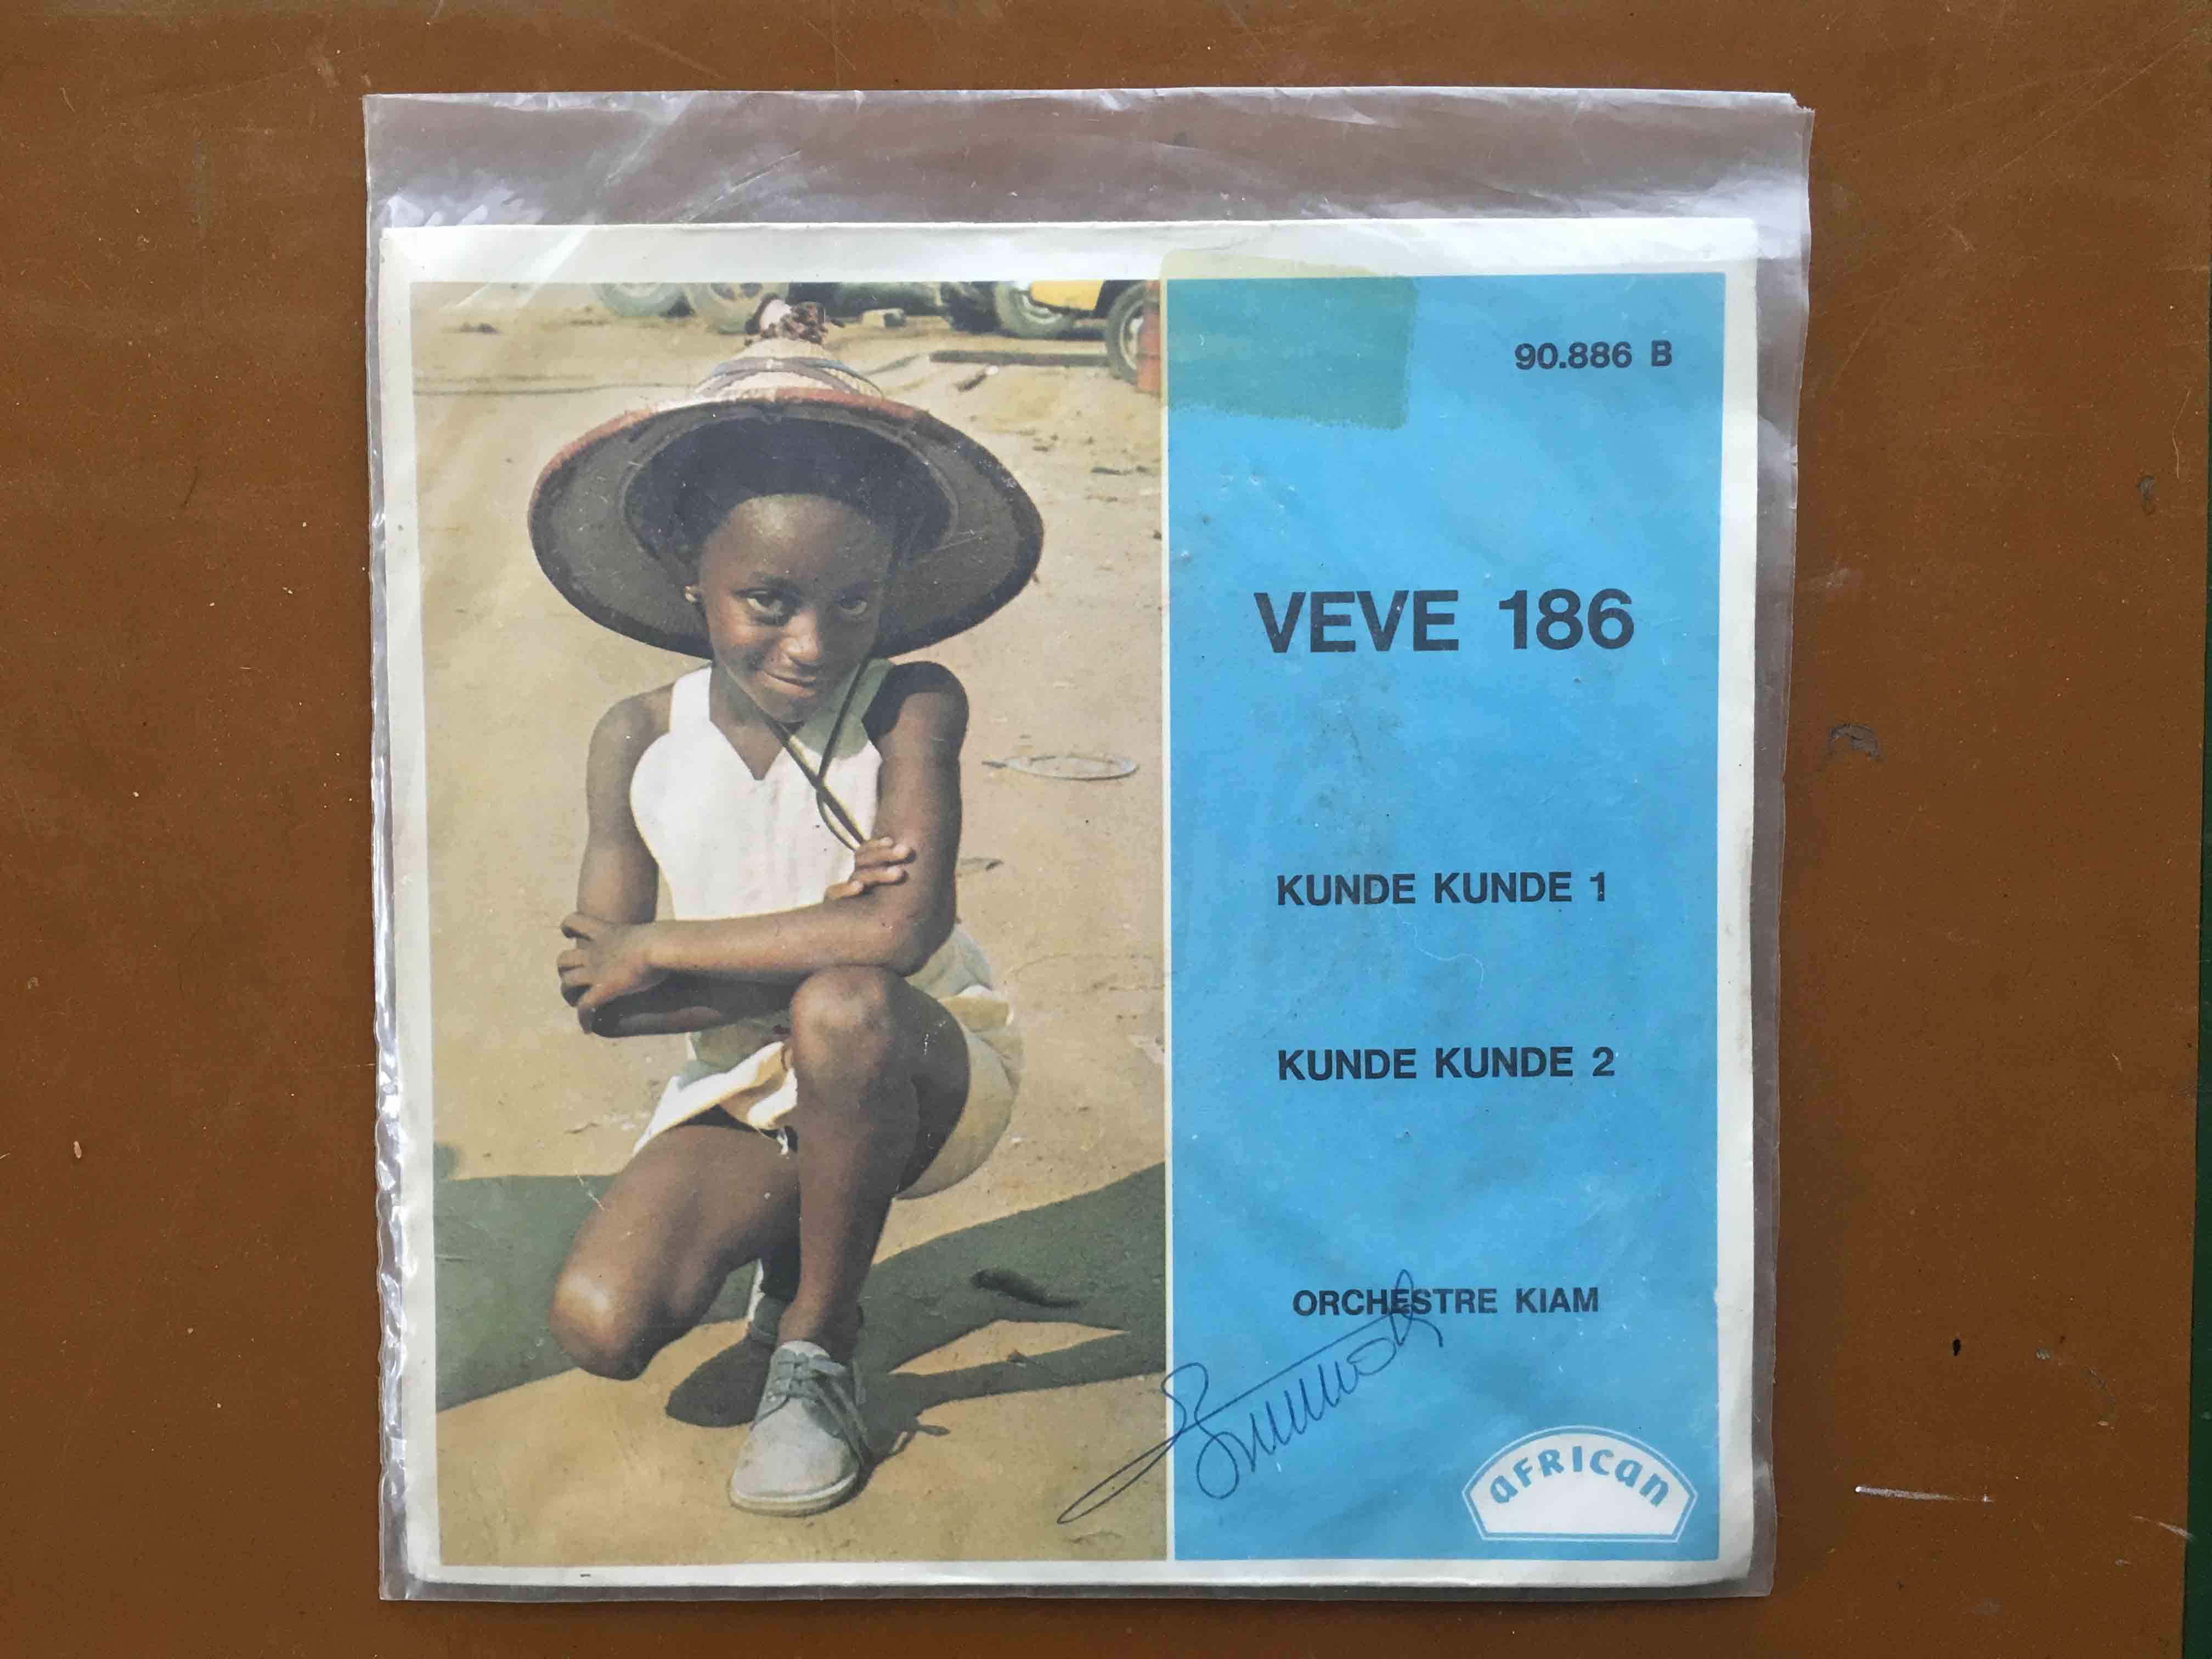 90.886 B
VEVE 186
KUNDE KUNDE 1
KUNDE KUNDE 2
ORCHESTRE KIAM
aFRICan